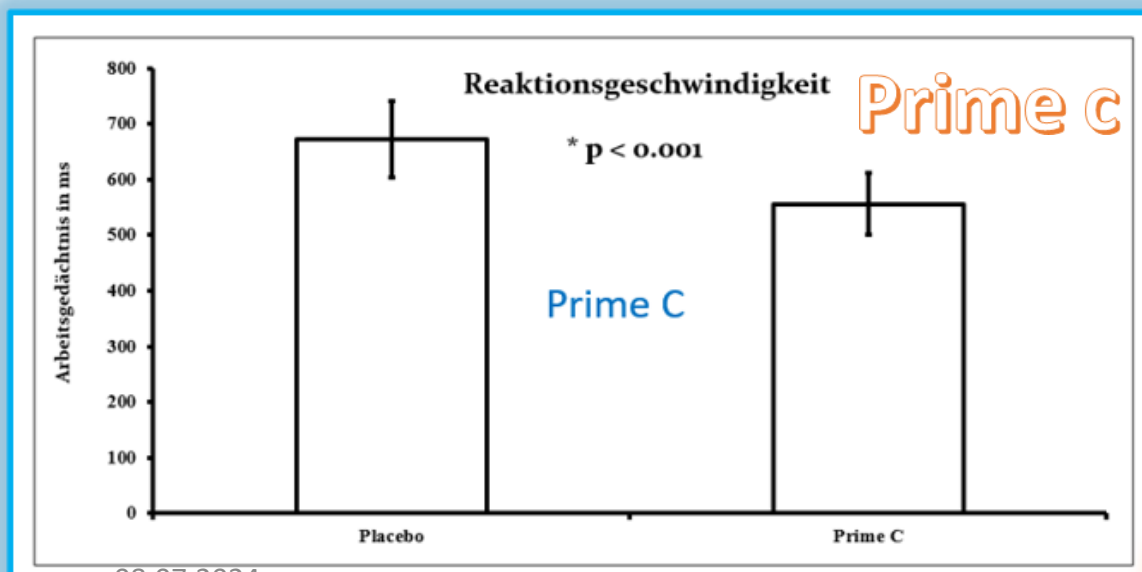 Reaktionsgeschwindigkeit
Prime c
* p < 0.001
Arbeitsgedächtnis in ms
800
700
600
500
400
300
200
100
0
Prime C
Placebo
Prime C